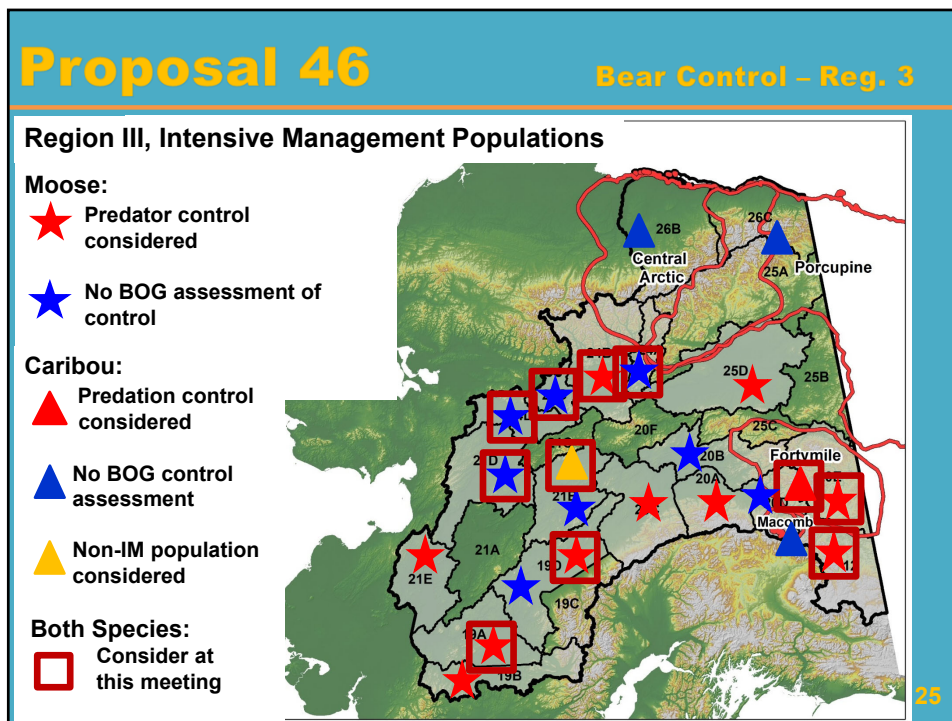 Proposal 46
Bear Control – Reg. 3
Region III, Intensive Management Populations
Moose:
Predator control
considered
No BOG assessment of
control
Caribou:
Predation control
considered
No BOG control
assessment
Non-IM population
considered
Both Species:
Consider at
this meeting
26B
26C
Central
Arctic
Porcupine
25A
25D
25B
25C
20F
20B
Fortymile
20A
Macomb
21A
21E
19D
19C
19A
19B
25